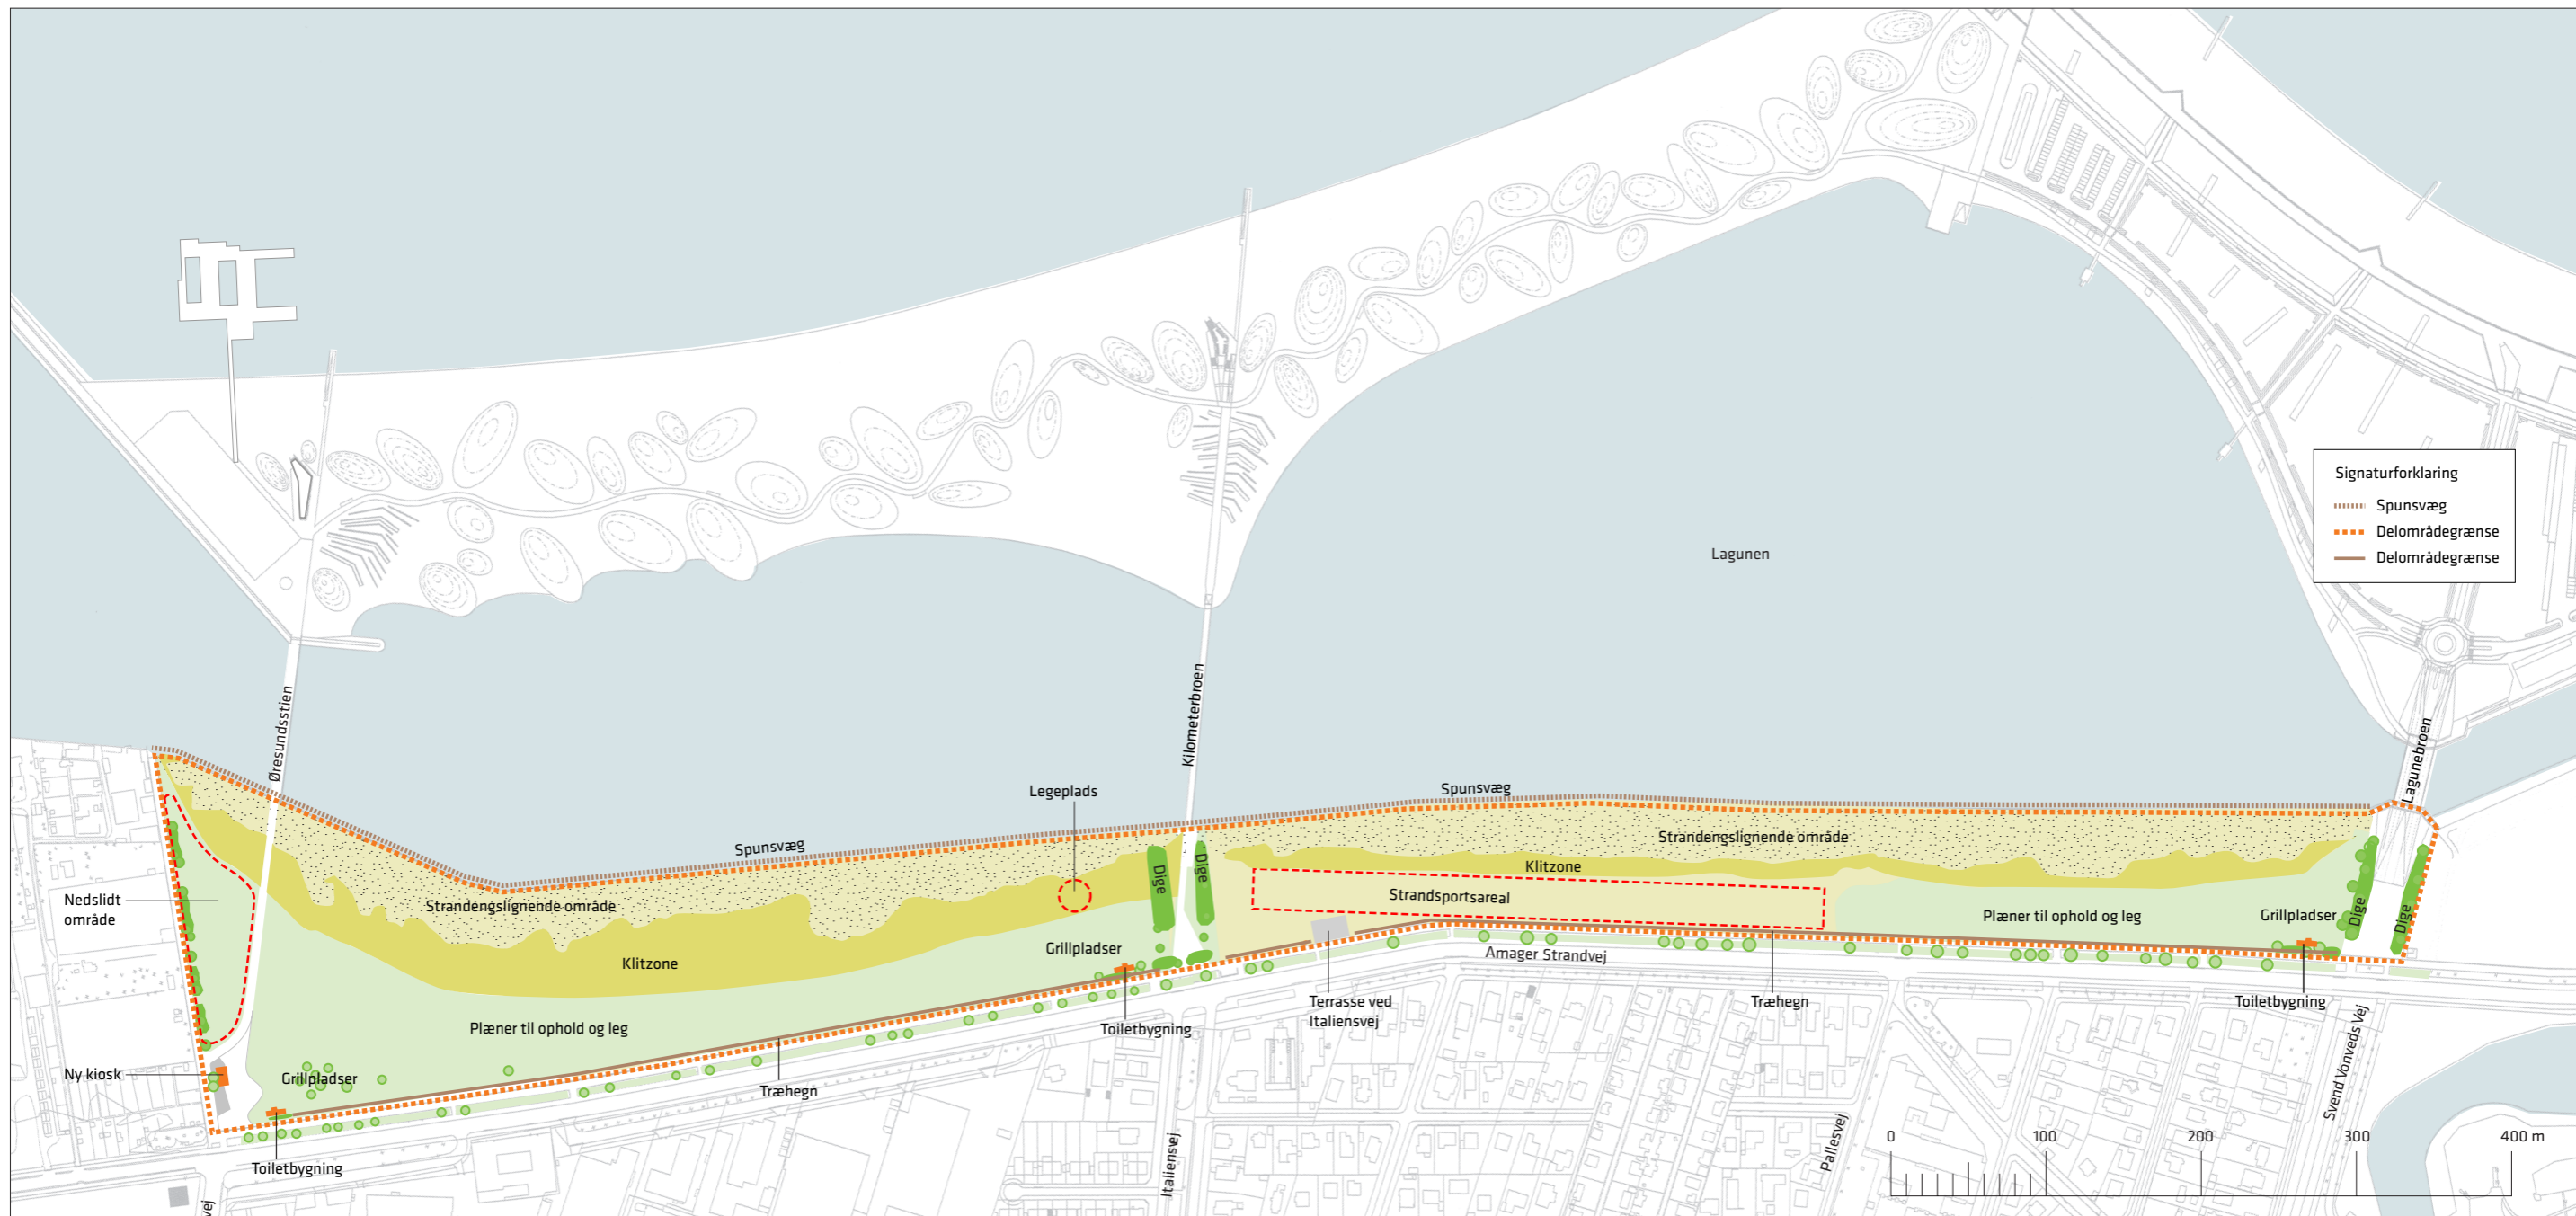 Signaturforklaring
Spunsvæg
Delområdegrænse
Delområdegrænse
Lagunen
Øresundsstien
Kilometerbroen
Lagunebroen
Legeplads
Spunsvæg
Spunsvæg
Strandengslignende område
Klitzone
Strandsportsareal
Dige
Dige
Nedslidt
område
Strandengslignende område
Plæner til ophold og leg
Grillpladser
Dige
Dige
Grillpladser
Klitzone
Amager Strandvej
Terrasse ved
Italiensvej
Træhegn
Toiletbygning
Plæner til ophold og leg
Toiletbygning
Ny kiosk
Grillpladser
Træhegn
Toiletbygning
Italiensvej
Pallesvej
Svend Vonveds Vej
vej
0 100 200 300 400 m